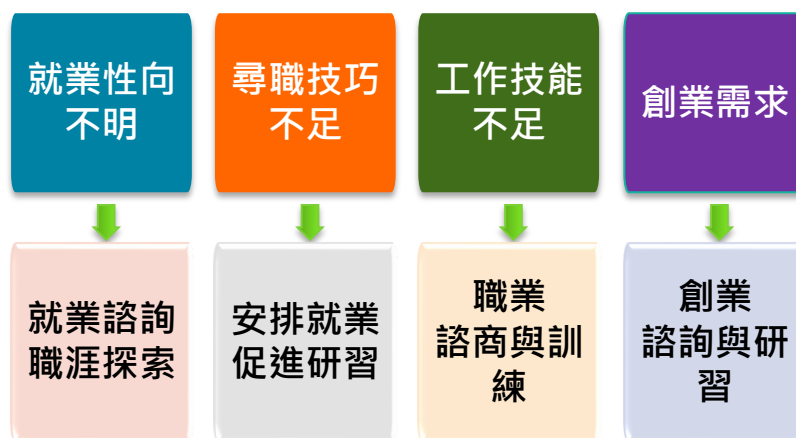 就業性向
不明
尋職技巧
不足
工作技能
不足
創業需求
就業諮詢
職涯探索
安排就業
促進研習
職業
諮商與訓
練
創業
諮詢與研
習